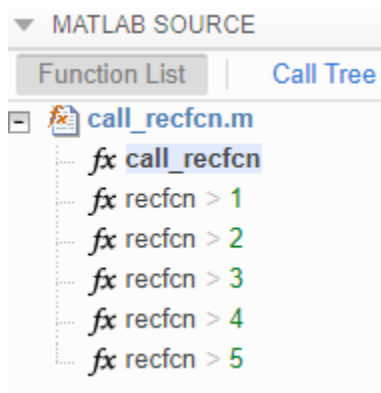 MATLAB SOURCE
Function List Call Tree
call_recfcn.m
fx call_recfcn
fx recfcn > 1
fx recfcn > 2
fx recfcn > 3
fx recfcn > 4
fx recfcn > 5